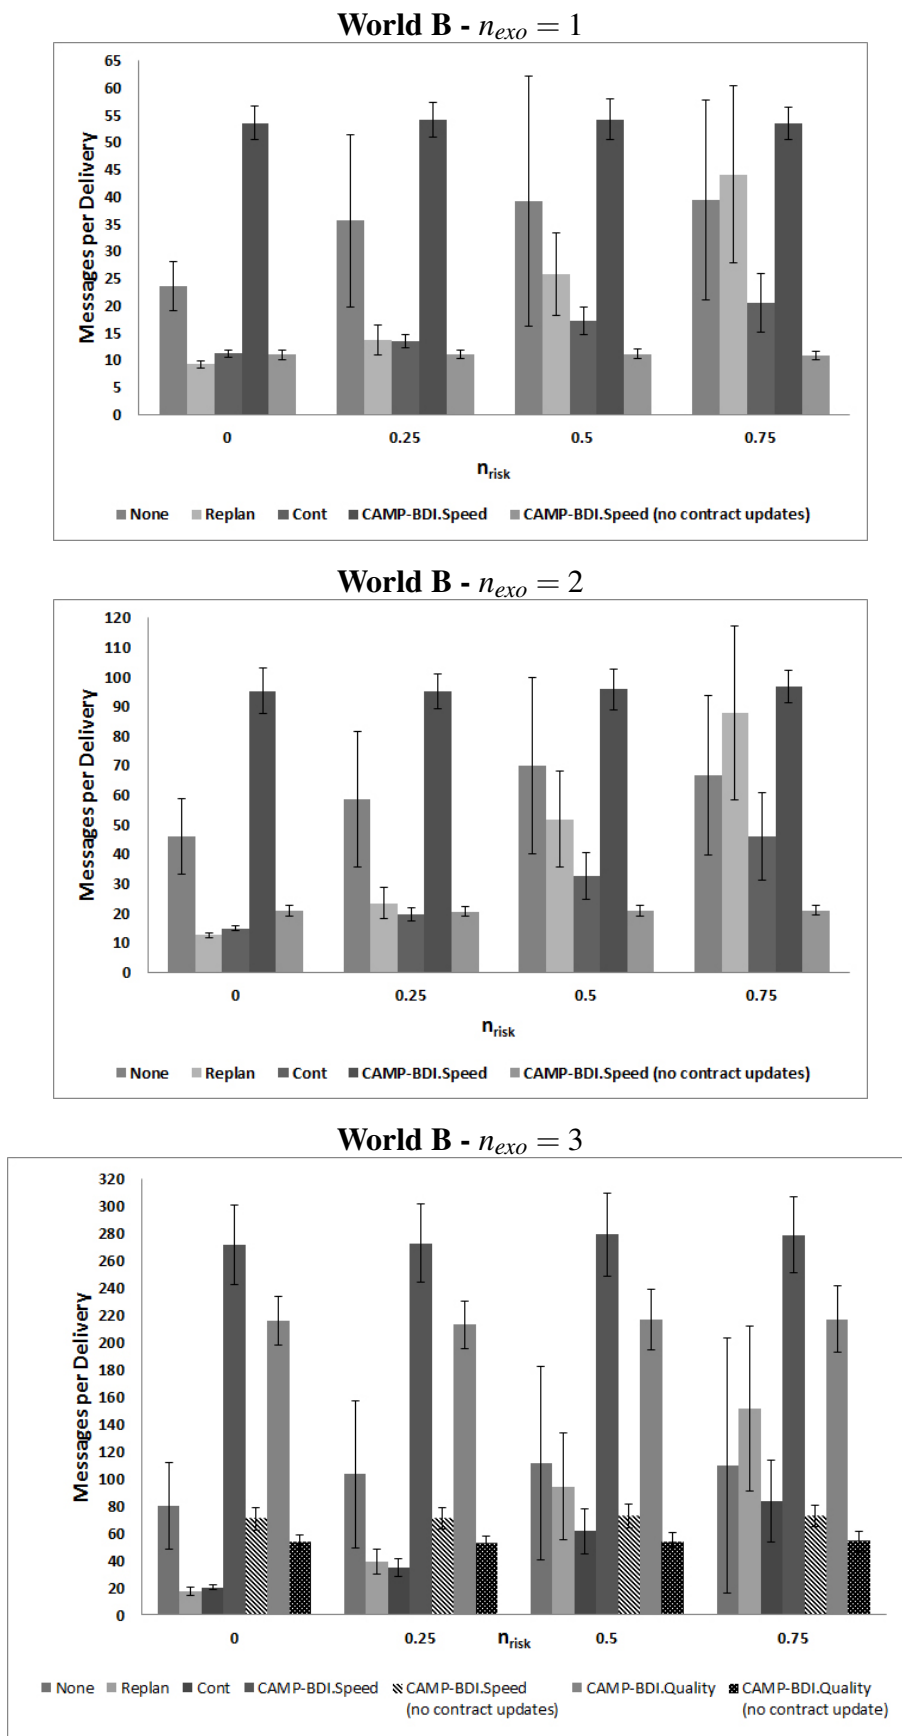 World B - n_exo = 1
65
60
55
50
45
40
35
30
25
20
15
10
5
0
Messages per Delivery
0 0.25 0.5 0.75
n_risk
None Replan Cont CAMP-BDI.Speed CAMP-BDI.Speed (no contract updates)
World B - n_exo = 2
120
110
100
90
80
70
60
50
40
30
20
10
0
Messages per Delivery
0 0.25 0.5 0.75
n_risk
None Replan Cont CAMP-BDI.Speed CAMP-BDI.Speed (no contract updates)
World B - n_exo = 3
320
300
280
260
240
220
200
180
160
140
120
100
80
60
40
20
0
Messages per Delivery
0 0.25 n_risk 0.5 0.75
None Replan Cont CAMP-BDI.Speed CAMP-BDI.Speed CAMP-BDI.Quality CAMP-BDI.Quality
(no contract updates) (no contract update)